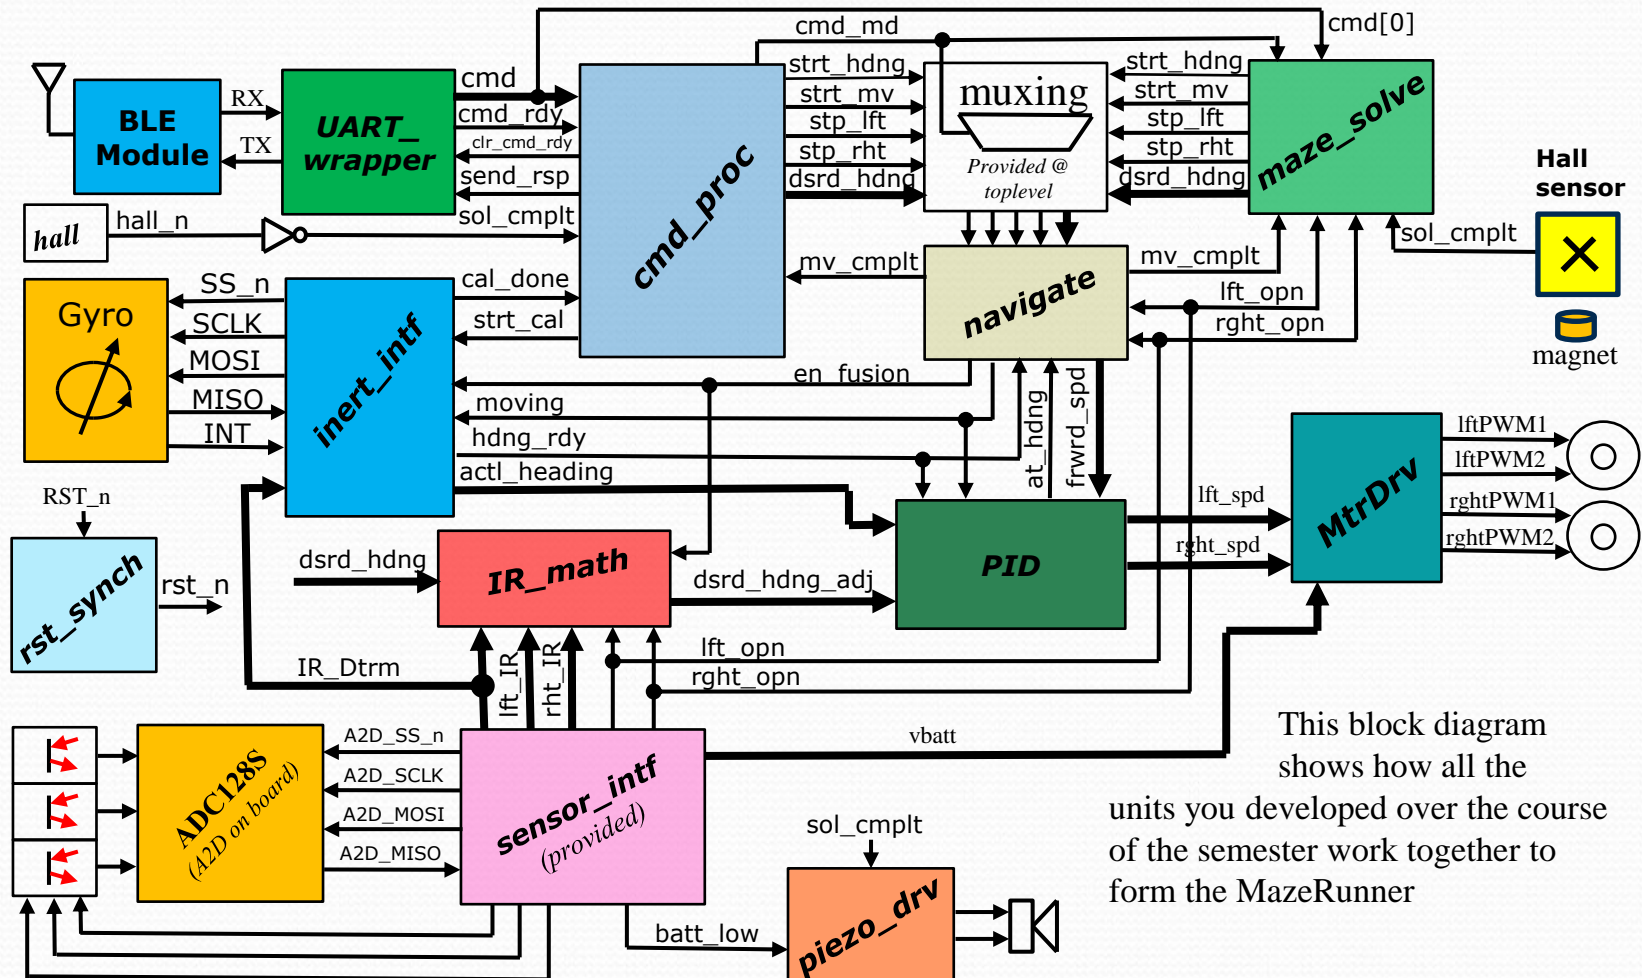 cmd_md
cmd[0]
BLE
Module
RX
TX
UART_
wrapper
cmd
cmd_rdy
clr_cmd_rdy
send_rsp
sol_cmplt
cmd_proc
strt_hdng
strt_mv
stp_lft
stp_rht
dsrd_hdng
muxing
Provided @
toplevel
strt_hdng
strt_mv
stp_lft
stp_rht
dsrd_hdng
maze_solve
Hall
sensor
hall
hall_n
sol_cmplt
magnet
mv_cmplt
navigate
mv_cmplt
lft_opn
rght_opn
Gyro
SS_n
SCLK
MOSI
MISO
INT
inert_intf
cal_done
strt_cal
en_fusion
moving
hdng_rdy
actl_heading
at_hdng
frwrd_spd
RST_n
rst_synch
rst_n
dsrd_hdng
IR_math
dsrd_hdng_adj
PID
lft_spd
rght_spd
MtrDrv
lftPWM1
lftPWM2
rghtPWM1
rghtPWM2
IR_Dtrm
lft_IR
rht_IR
lft_opn
rght_opn
vbatt
ADC128S
(A2D on board)
A2D_SS_n
A2D_SCLK
A2D_MOSI
A2D_MISO
sensor_intf
(provided)
batt_low
sol_cmplt
piezo_drv
This block diagram
shows how all the
units you developed over the course
of the semester work together to
form the MazeRunner